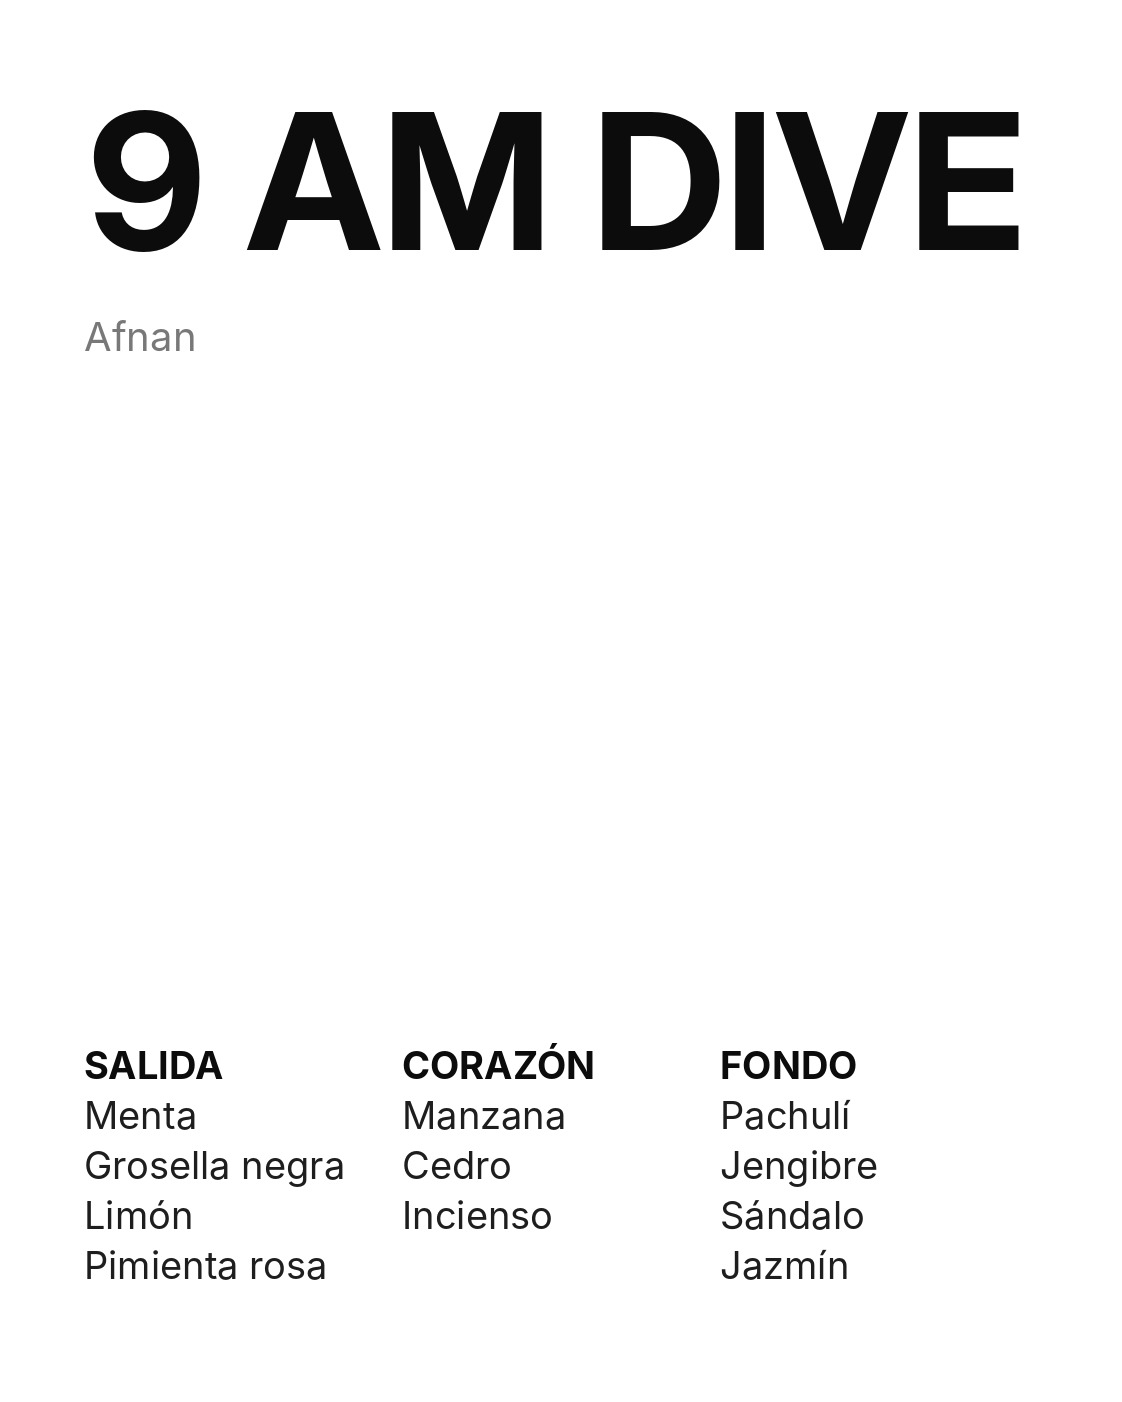 9 AM DIVE
Afnan
SALIDA
Menta
Grosella negra
Limón
Pimienta rosa
CORAZÓN
Manzana
Cedro
Incienso
FONDO
Pachulí
Jengibre
Sándalo
Jazmín